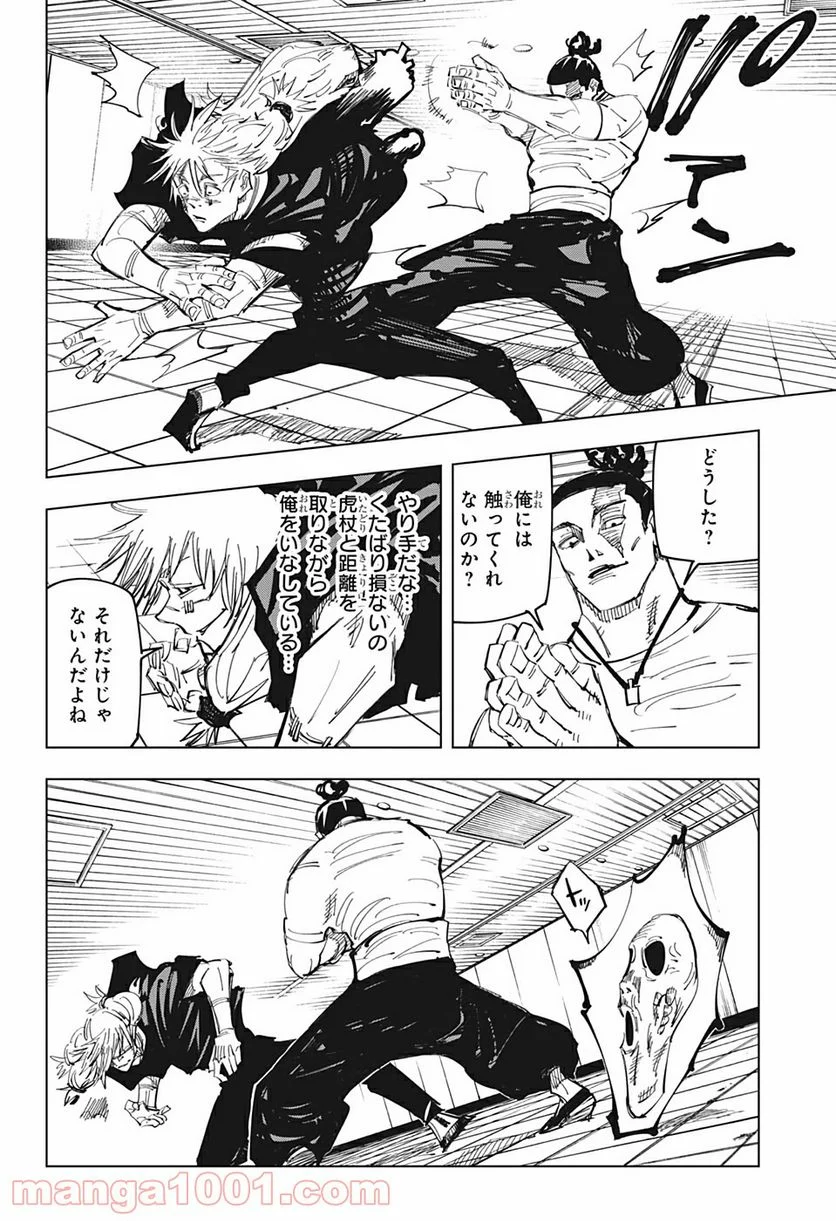 パァン
どうした?
俺には
触ってくれ
ないのか?
やり手だな…
くたばり損ないの
虎杖と距離を
取りながら
俺をいなしている…
それだけじゃ
ないんだよね
manga1001.com